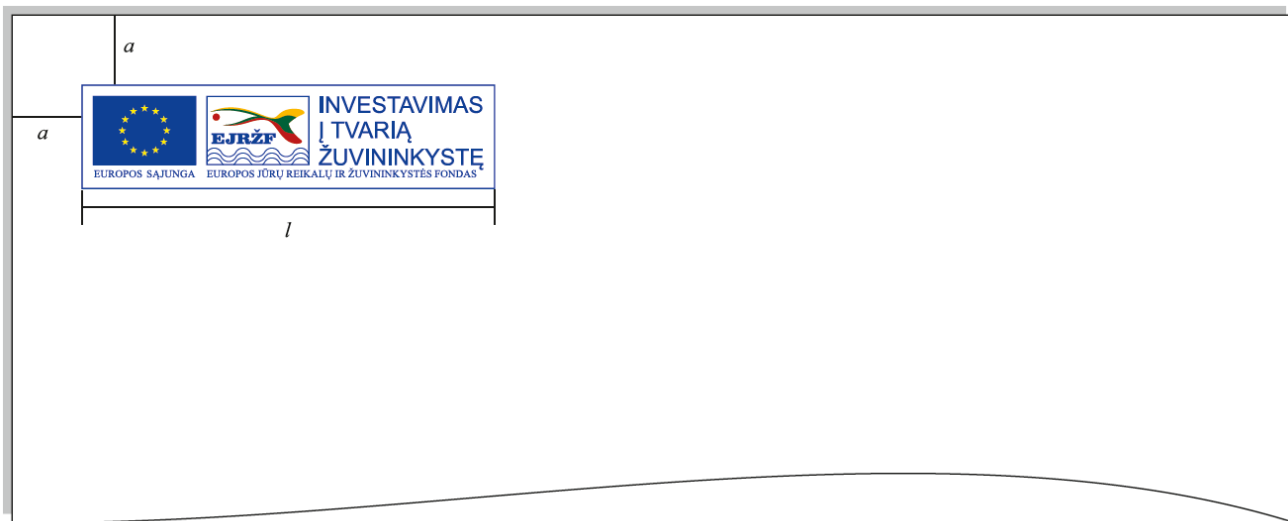 a
a
INVESTAVIMAS
Į TVARIĄ
ŽUVININKYSTĘ
EJRŽF
EUROPOS SĄJUNGA
EUROPOS JŪRŲ REIKALŲ IR ŽUVININKYSTĖS FONDAS
l